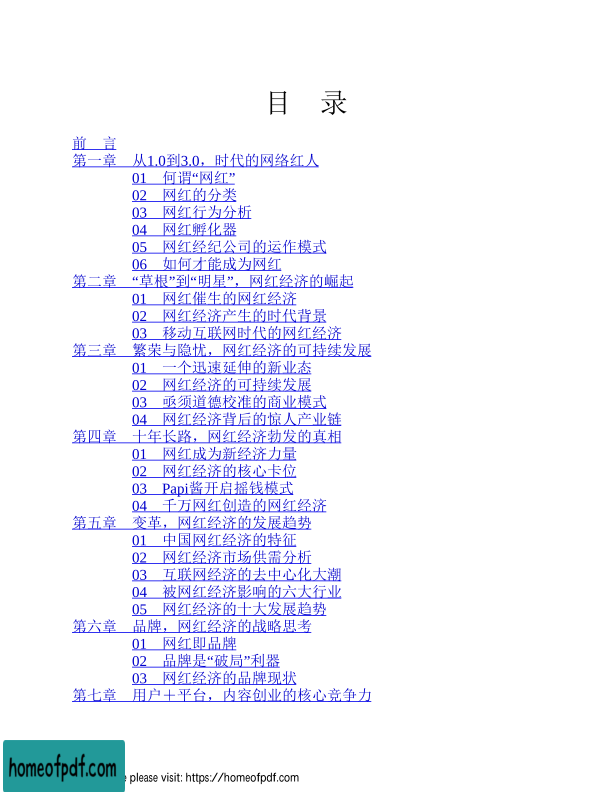 目 录
前 言
第一章 从1.0到3.0，时代的网络红人
01 何谓“网红”
02 网红的分类
03 网红行为分析
04 网红孵化器
05 网红经纪公司的运作模式
06 如何才能成为网红
第二章 “草根”到“明星”，网红经济的崛起
01 网红催生的网红经济
02 网红经济产生的时代背景
03 移动互联网时代的网红经济
第三章 繁荣与隐忧，网红经济的可持续发展
01 一个迅速延伸的新业态
02 网红经济的可持续发展
03 亟须道德校准的商业模式
04 网红经济背后的惊人产业链
第四章 十年长路，网红经济勃发的真相
01 网红成为新经济力量
02 网红经济的核心卡位
03 Papi酱开启摇钱模式
04 千万网红创造的网红经济
第五章 变革，网红经济的发展趋势
01 中国网红经济的特征
02 网红经济市场供需分析
03 互联网经济的去中心化大潮
04 被网红经济影响的六大行业
05 网红经济的十大发展趋势
第六章 品牌，网红经济的战略思考
01 网红即品牌
02 品牌是“破局”利器
03 网红经济的品牌现状
第七章 用户＋平台，内容创业的核心竞争力
homeofpdf.com
e please visit: https://homeofpdf.com